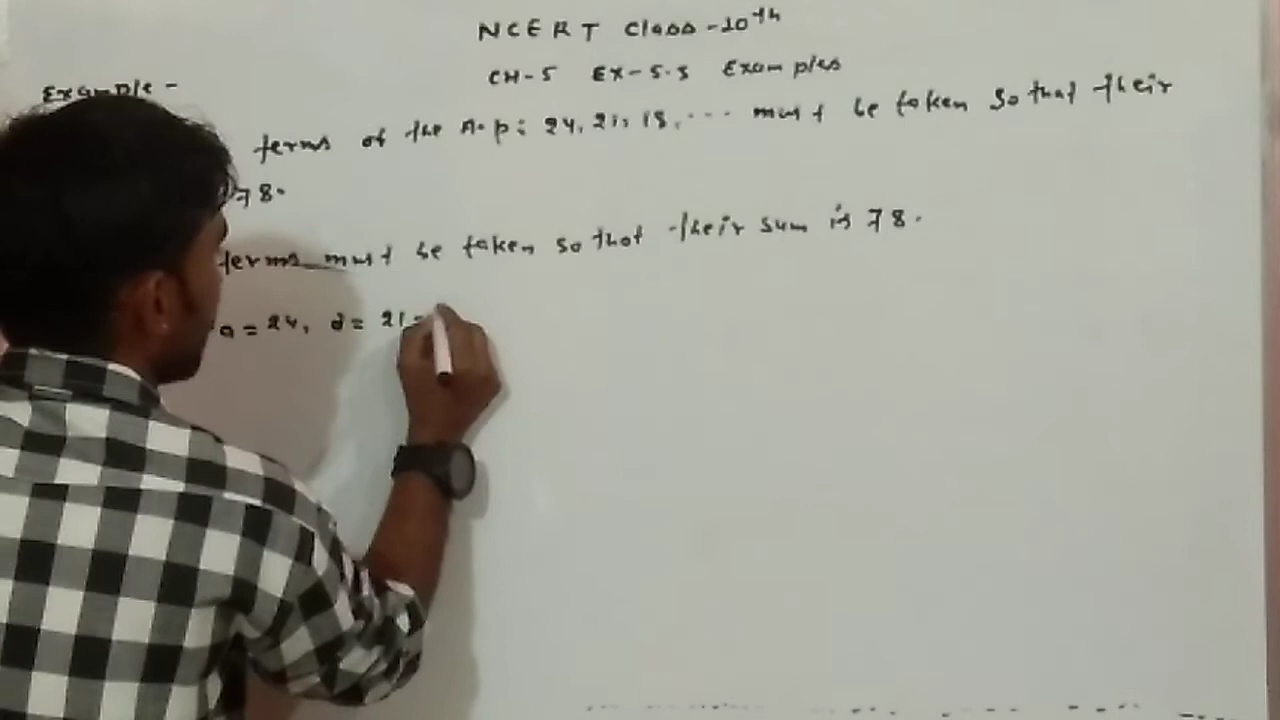 NCERT Class-10th
CH-5 EX-5.3 Examples
Example -
terms of the A.p: 24, 21, 18, ... must be taken so that their
78.
terms must be taken so that their sum is 78.
a = 24, d = 21 -